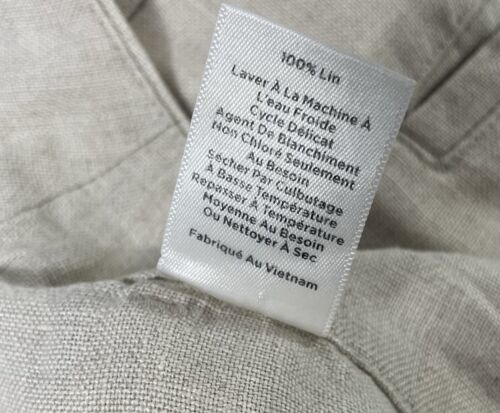 100% Lin
Laver À La Machine À
L'eau Froide
Cycle Délicat
Agent De Blanchiment
Non Chloré Seulement
Au Besoin
Sécher Par Culbutage
À Basse Température
Repasser À Température
Moyenne Au Besoin
Ou Nettoyer À Sec
Fabriqué Au Vietnam